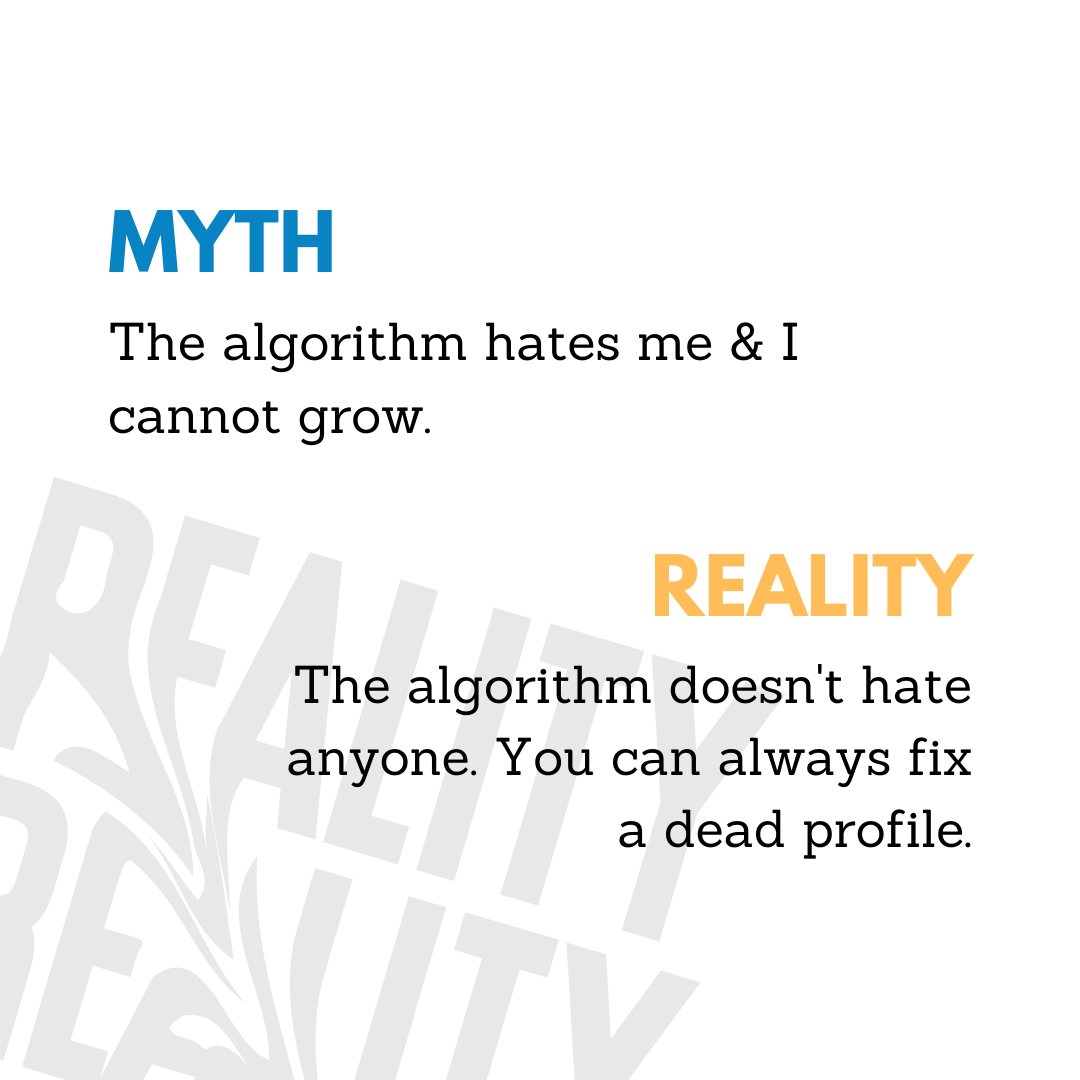 MYTH
The algorithm hates me & I
cannot grow.
REALITY
The algorithm doesn't hate
anyone. You can always fix
a dead profile.
REALITY
REALITY